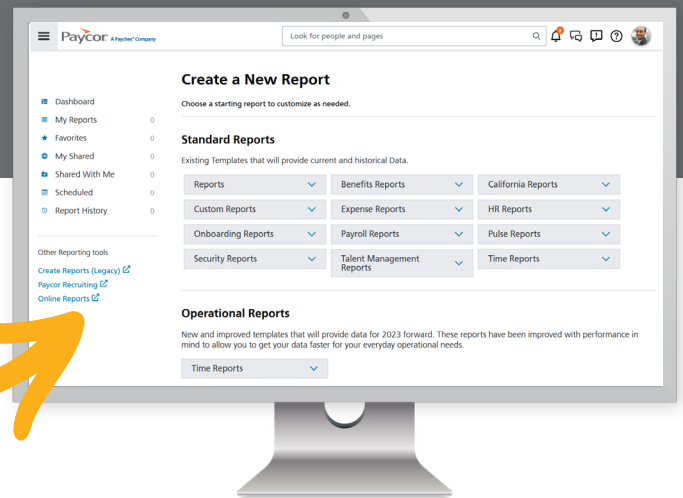 Paycor A Paychex® Company
Look for people and pages
Create a New Report
Choose a starting report to customize as needed.
Dashboard
My Reports 0
Favorites 0
My Shared 0
Shared With Me 0
Scheduled 0
Report History 0
Other Reporting tools
Create Reports (Legacy)
Paycor Recruiting
Online Reports
Standard Reports
Existing Templates that will provide current and historical Data.
Reports
Benefits Reports
California Reports
Custom Reports
Expense Reports
HR Reports
Onboarding Reports
Payroll Reports
Pulse Reports
Security Reports
Talent Management
Reports
Time Reports
Operational Reports
New and improved templates that will provide data for 2023 forward. These reports have been improved with performance in
mind to allow you to get your data faster for your everyday operational needs.
Time Reports